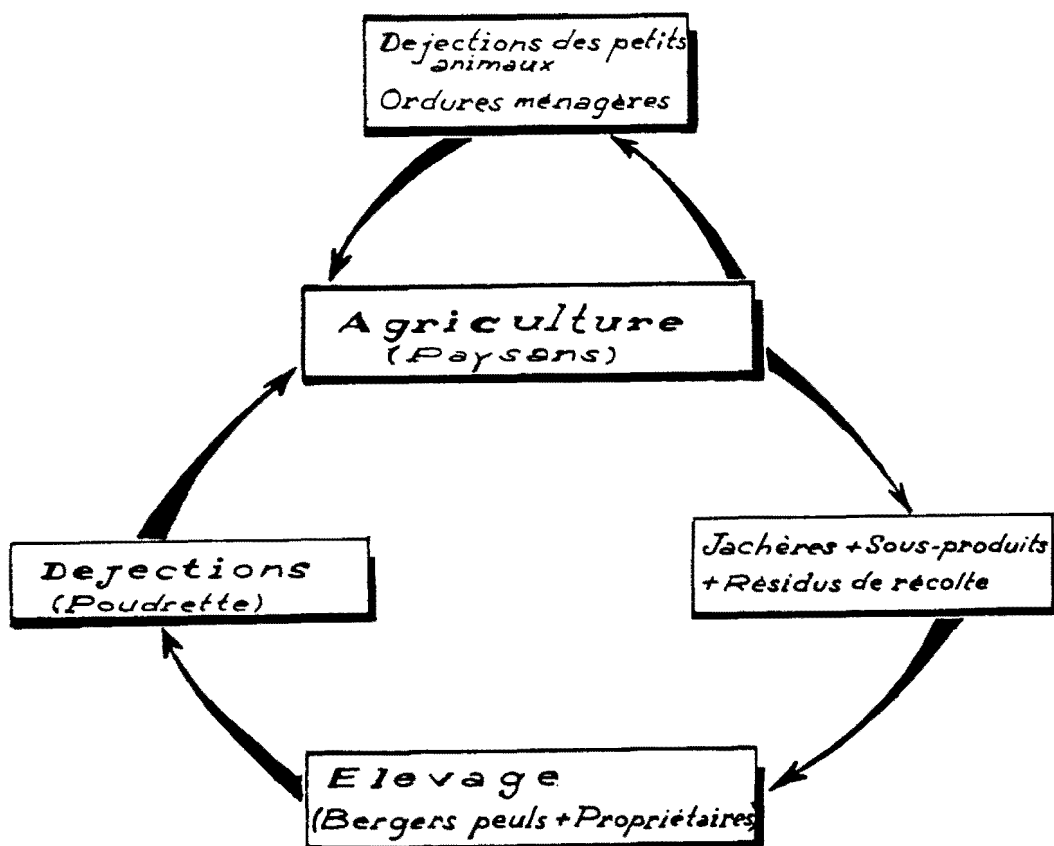 Dejections des petits
animaux
Ordures ménagères
Agriculture
(Paysans)
Dejections
(Poudrette)
Jachères + Sous-produits
+ Résidus de récolte
Elevage
(Bergers peuls + Propriétaires)